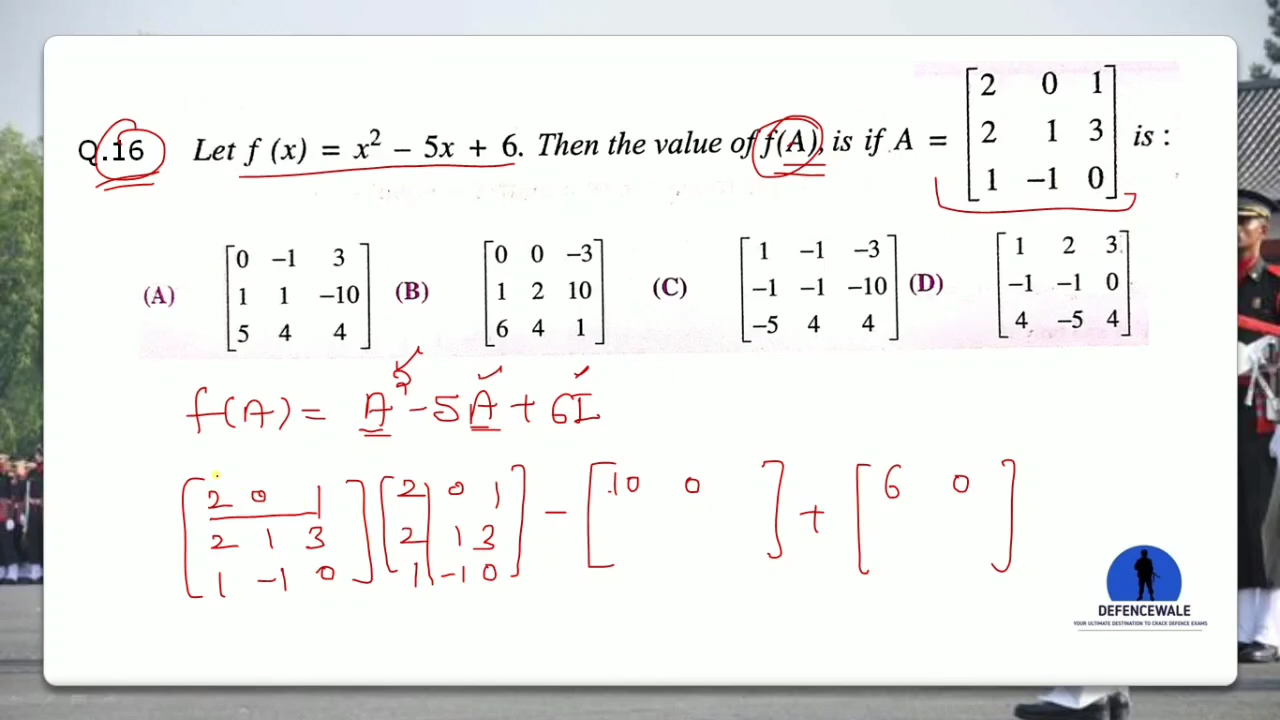 Q.16 Let f (x) = x² − 5x + 6. Then the value of f(A), is if A = [2 0 1; 2 1 3; 1 −1 0] is :
(A) [0 −1 3; 1 1 −10; 5 4 4] (B) [0 0 −3; 1 2 10; 6 4 1] (C) [1 −1 −3; −1 −1 −10; −5 4 4] (D) [1 2 3; −1 −1 0; 4 −5 4]
f(A) = A² − 5A + 6I
[2 0 1; 2 1 3; 1 −1 0] [2 0 1; 2 1 3; 1 −1 0] − [10 0] + [6 0]
DEFENCEWALE
YOUR ULTIMATE DESTINATION TO CRACK DEFENCE EXAMS